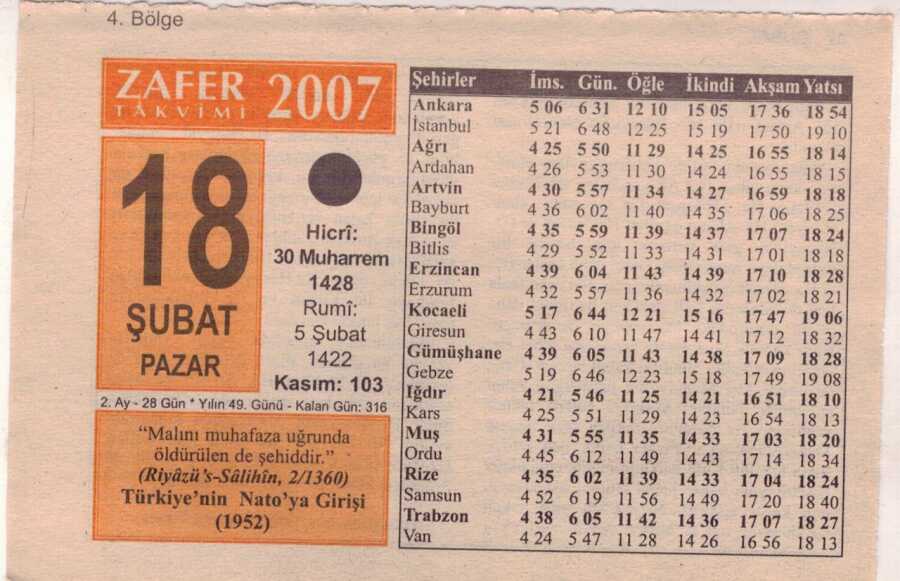 4. Bölge
ZAFER
TAKVİMİ
2007
18
ŞUBAT
PAZAR
Hicrî:
30 Muharrem
1428
Rumî:
5 Şubat
1422
Kasım: 103
2. Ay - 28 Gün * Yılın 49. Günü - Kalan Gün: 316
“Malını muhafaza uğrunda
öldürülen de şehiddir.”
(Riyâzü's-Sâlihîn, 2/1360)
Türkiye'nin Nato'ya Girişi
(1952)
Şehirler İms. Gün. Öğle İkindi Akşam Yatsı
Ankara 5 06 6 31 12 10 15 05 17 36 18 54
İstanbul 5 21 6 48 12 25 15 19 17 50 19 10
Ağrı 4 25 5 50 11 29 14 25 16 55 18 14
Ardahan 4 26 5 53 11 30 14 24 16 55 18 15
Artvin 4 30 5 57 11 34 14 27 16 59 18 18
Bayburt 4 36 6 02 11 40 14 35 17 06 18 25
Bingöl 4 35 5 59 11 39 14 37 17 07 18 24
Bitlis 4 29 5 52 11 33 14 31 17 01 18 18
Erzincan 4 39 6 04 11 43 14 39 17 10 18 28
Erzurum 4 32 5 57 11 36 14 32 17 02 18 21
Kocaeli 5 17 6 44 12 21 15 16 17 47 19 06
Giresun 4 43 6 10 11 47 14 41 17 12 18 32
Gümüşhane 4 39 6 05 11 43 14 38 17 09 18 28
Gebze 5 19 6 46 12 23 15 18 17 49 19 08
Iğdır 4 21 5 46 11 25 14 21 16 51 18 10
Kars 4 25 5 51 11 29 14 23 16 54 18 13
Muş 4 31 5 55 11 35 14 33 17 03 18 20
Ordu 4 45 6 12 11 49 14 43 17 14 18 34
Rize 4 35 6 02 11 39 14 33 17 04 18 24
Samsun 4 52 6 19 11 56 14 49 17 20 18 40
Trabzon 4 38 6 05 11 42 14 36 17 07 18 27
Van 4 24 5 47 11 28 14 26 16 56 18 13